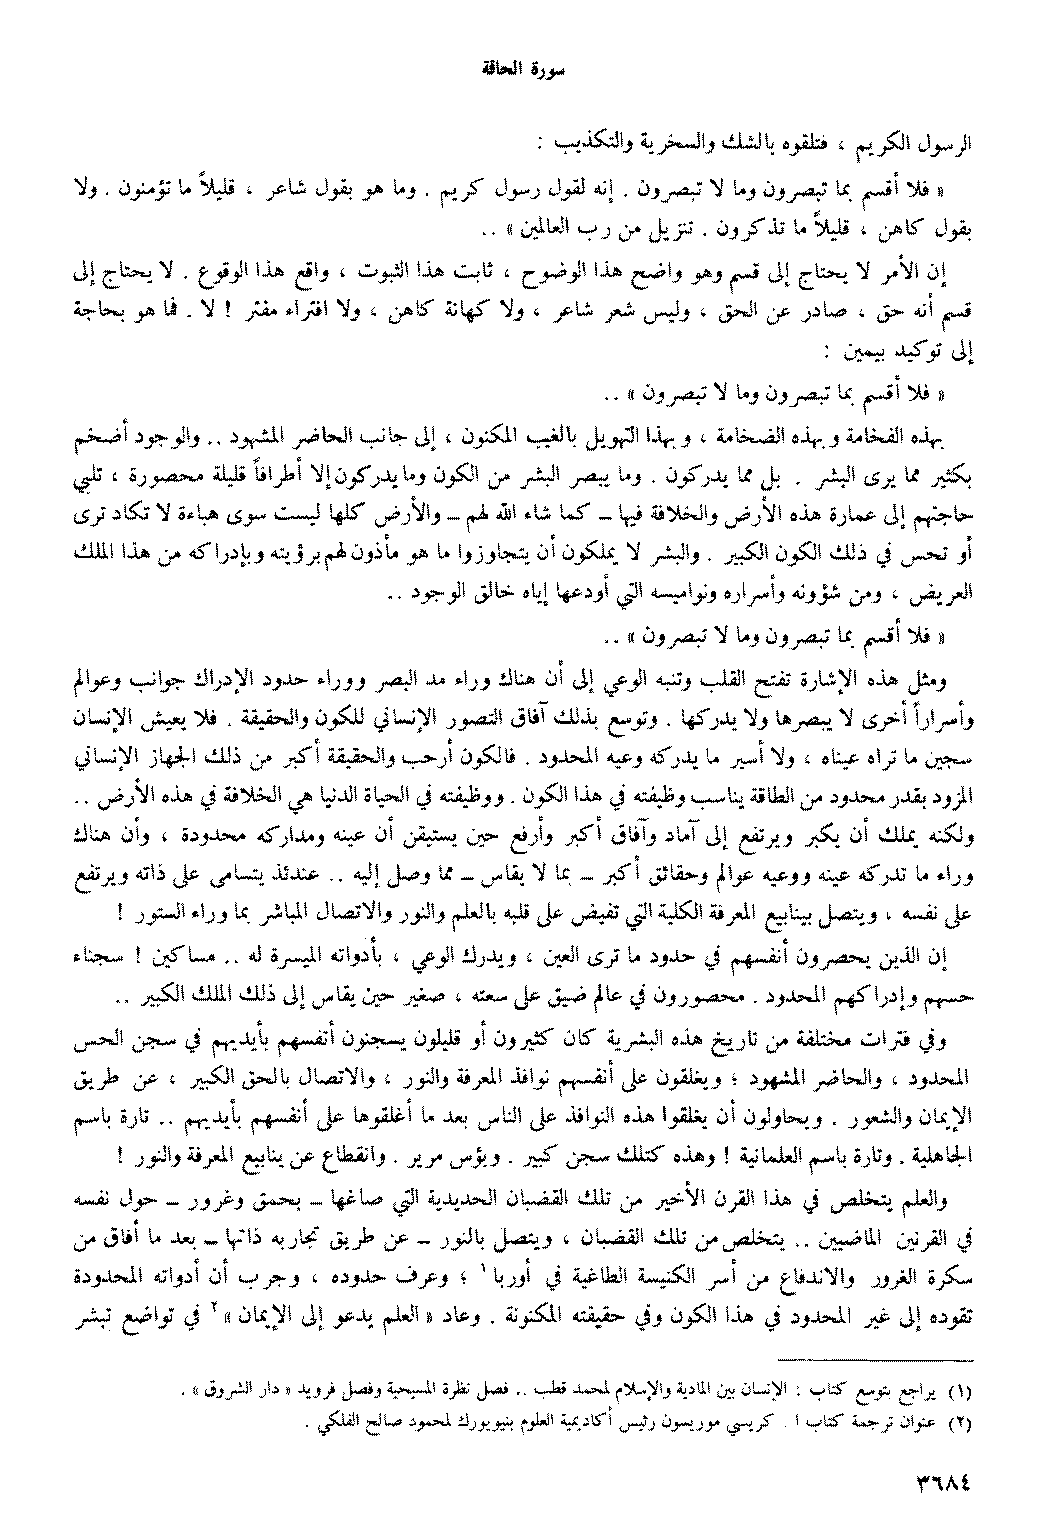 سورة الحاقة
الرسول الكريم ، فتلقوه بالشك والسخرية والتكذيب :
« فلا أقسم بما تبصرون وما لا تبصرون . إنه لقول رسول كريم . وما هو بقول شاعر ، قليلاً ما تؤمنون . ولا
بقول كاهن ، قليلاً ما تذكرون . تنزيل من رب العالمين » ..
إن الأمر لا يحتاج إلى قسم وهو واضح هذا الوضوح ، ثابت هذا الثبوت ، واقع هذا الوقوع . لا يحتاج إلى
قسم أنه حق ، صادر عن الحق ، وليس شعر شاعر ، ولا كهانة كاهن ، ولا افتراء مفتر ! لا . فما هو بحاجة
إلى توكيد بيمين :
« فلا أقسم بما تبصرون وما لا تبصرون » ..
بهذه الفخامة وبهذه الضخامة ، وبهذا التهويل بالغيب المكنون ، إلى جانب الحاضر المشهود .. والوجود أضخم
بكثير مما يرى البشر . بل مما يدركون . وما يبصر البشر من الكون وما يدركون إلا أطرافاً قليلة محصورة ، تلبي
حاجتهم إلى عمارة هذه الأرض والخلافة فيها – كما شاء الله لهم – والأرض كلها ليست سوى هباءة لا تكاد ترى
أو تحس في ذلك الكون الكبير . والبشر لا يملكون أن يتجاوزوا ما هو مأذون لهم برؤيته وبإدراكه من هذا الملك
العريض ، ومن شؤونه وأسراره ونواميسه التي أودعها إياه خالق الوجود ..
« فلا أقسم بما تبصرون وما لا تبصرون » ..
ومثل هذه الإشارة تفتح القلب وتنبه الوعي إلى أن هناك وراء مد البصر ووراء حدود الإدراك جوانب وعوالم
وأسراراً أخرى لا يبصرها ولا يدركها . وتوسع بذلك آفاق التصور الإنساني للكون والحقيقة . فلا يعيش الإنسان
سجين ما تراه عيناه ، ولا أسير ما يدركه وعيه المحدود . فالكون أرحب والحقيقة أكبر من ذلك الجهاز الإنساني
المزود بقدر محدود من الطاقة يناسب وظيفته في هذا الكون . ووظيفته في الحياة الدنيا هي الخلافة في هذه الأرض ..
ولكنه يملك أن يكبر ويرتفع إلى آماد وآفاق أكبر وأرفع حين يستيقن أن عينه ومداركه محدودة ، وأن هناك
وراء ما تدركه عينه ووعيه عوالم وحقائق أكبر – بما لا يقاس – مما وصل إليه .. عندئذ يتسامى على ذاته ويرتفع
على نفسه ، ويتصل بينابيع المعرفة الكلية التي تفيض على قلبه بالعلم والنور والاتصال المباشر بما وراء الستور !
إن الذين يحصرون أنفسهم في حدود ما ترى العين ، ويدرك الوعي ، بأدواته الميسرة له .. مساكين ! سجناء
حسهم وإدراكهم المحدود . محصورون في عالم ضيق على سعته ، صغير حين يقاس إلى ذلك الملك الكبير ..
وفي فترات مختلفة من تاريخ هذه البشرية كان كثيرون أو قليلون يسجنون أنفسهم بأيديهم في سجن الحس
المحدود ، والحاضر المشهود ؛ ويغلقون على أنفسهم نوافذ المعرفة والنور ، والاتصال بالحق الكبير ، عن طريق
الإيمان والشعور . ويحاولون أن يغلقوا هذه النوافذ على الناس بعد ما أغلقوها على أنفسهم بأيديهم .. تارة باسم
الجاهلية . وتارة باسم العلمانية ! وهذه كتلك سجن كبير . وبؤس مرير . وانقطاع عن ينابيع المعرفة والنور !
والعلم يتخلص في هذا القرن الأخير من تلك القضبان الحديدية التي صاغها – بحمق وغرور – حول نفسه
في القرنين الماضيين .. يتخلص من تلك القضبان ، ويتصل بالنور – عن طريق تجاربه ذاتها – بعد ما أفاق من
سكرة الغرور والاندفاع من أسر الكنيسة الطاغية في أوربا١ ؛ وعرف حدوده ، وجرب أن أدواته المحدودة
تقوده إلى غير المحدود في هذا الكون وفي حقيقته المكنونة . وعاد « العلم يدعو إلى الإيمان »٢ في تواضع تبشر
(١) يراجع بتوسع كتاب : الإنسان بين المادية والإسلام لمحمد قطب .. فصل نظرة المسيحية وفصل فرويد « دار الشروق » .
(٢) عنوان ترجمة كتاب ا . كريسي موريسون رئيس أكاديمية العلوم بنيويورك لمحمود صالح الفلكي .
٣٦٨٤